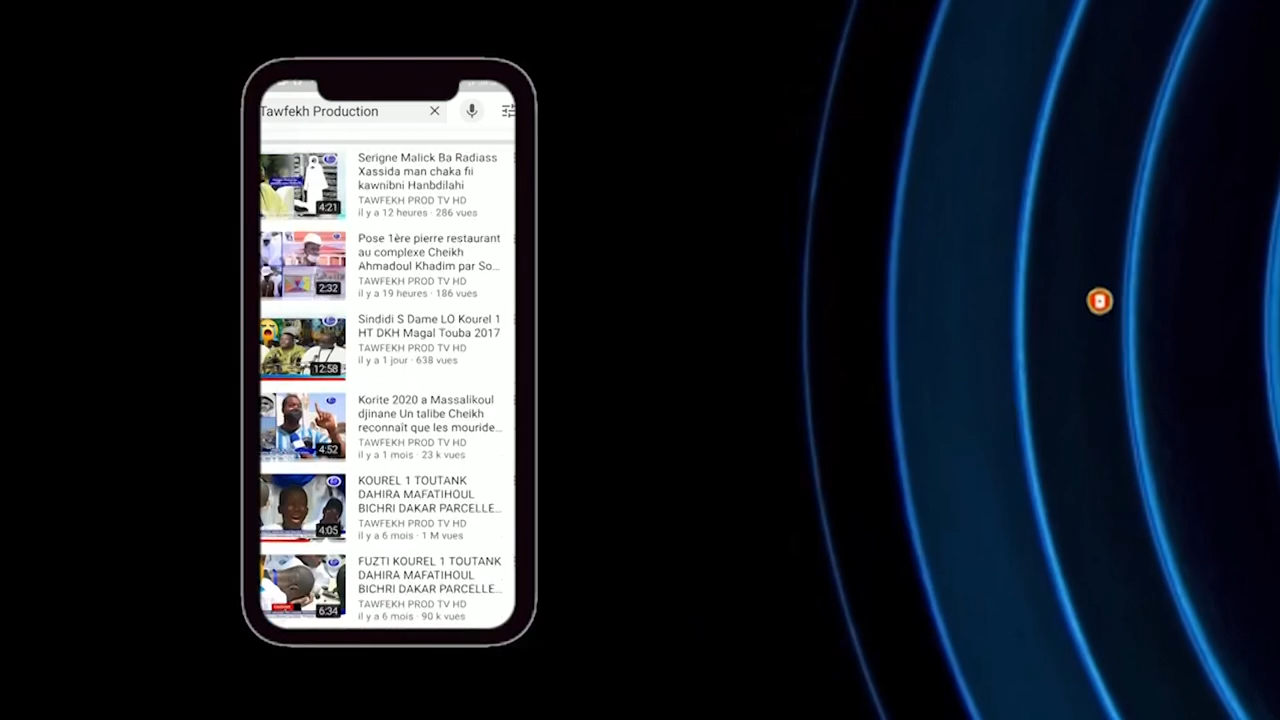 Tawfekh Production
Serigne Malick Ba Radiass
Xassida man chaka fii
kawnibni Hanbdilahi
TAWFEKH PROD TV HD
il y a 12 heures · 286 vues
4:21
Pose 1ère pierre restaurant
au complexe Cheikh
Ahmadoul Khadim par So...
TAWFEKH PROD TV HD
il y a 19 heures · 186 vues
2:32
Sindidi S Dame LO Kourel 1
HT DKH Magal Touba 2017
TAWFEKH PROD TV HD
il y a 1 jour · 638 vues
12:58
Korite 2020 a Massalikoul
djinane Un talibe Cheikh
reconnaît que les mouride...
TAWFEKH PROD TV HD
il y a 1 mois · 23 k vues
4:52
KOUREL 1 TOUTANK
DAHIRA MAFATIHOUL
BICHRI DAKAR PARCELLE...
TAWFEKH PROD TV HD
il y a 6 mois · 1 M vues
4:05
FUZTI KOUREL 1 TOUTANK
DAHIRA MAFATIHOUL
BICHRI DAKAR PARCELLE...
TAWFEKH PROD TV HD
il y a 6 mois · 90 k vues
6:34